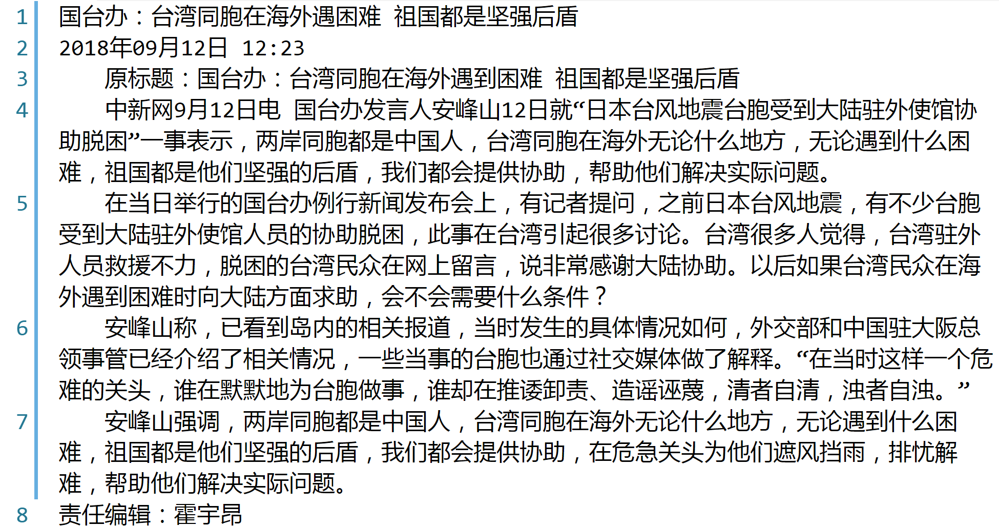 1 国台办：台湾同胞在海外遇困难 祖国都是坚强后盾
2 2018年09月12日 12:23
3 原标题：国台办：台湾同胞在海外遇到困难 祖国都是坚强后盾
4 中新网9月12日电 国台办发言人安峰山12日就“日本台风地震台胞受到大陆驻外使馆协
助脱困”一事表示，两岸同胞都是中国人，台湾同胞在海外无论什么地方，无论遇到什么困
难，祖国都是他们坚强的后盾，我们都会提供协助，帮助他们解决实际问题。
5 在当日举行的国台办例行新闻发布会上，有记者提问，之前日本台风地震，有不少台胞
受到大陆驻外使馆人员的协助脱困，此事在台湾引起很多讨论。台湾很多人觉得，台湾驻外
人员救援不力，脱困的台湾民众在网上留言，说非常感谢大陆协助。以后如果台湾民众在海
外遇到困难时向大陆方面求助，会不会需要什么条件？
6 安峰山称，已看到岛内的相关报道，当时发生的具体情况如何，外交部和中国驻大阪总
领事管已经介绍了相关情况，一些当事的台胞也通过社交媒体做了解释。“在当时这样一个危
难的关头，谁在默默地为台胞做事，谁却在推诿卸责、造谣诬蔑，清者自清，浊者自浊。”
7 安峰山强调，两岸同胞都是中国人，台湾同胞在海外无论什么地方，无论遇到什么困
难，祖国都是他们坚强的后盾，我们都会提供协助，在危急关头为他们遮风挡雨，排忧解
难，帮助他们解决实际问题。
8 责任编辑：霍宇昂